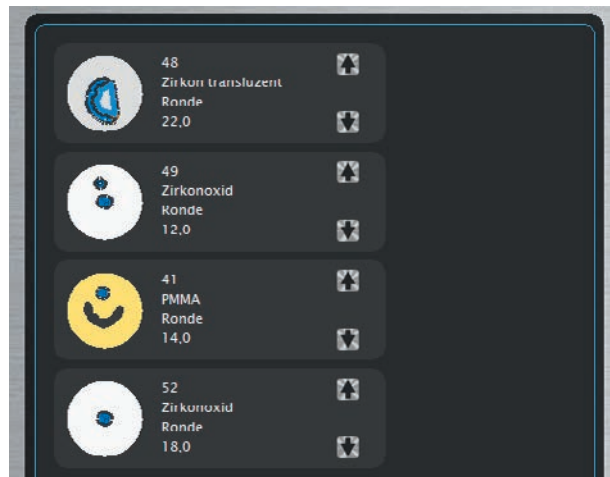 48
Zirkon transluzent
Ronde
22,0
49
Zirkonoxid
Ronde
12,0
41
PMMA
Ronde
14,0
52
Zirkonoxid
Ronde
18,0